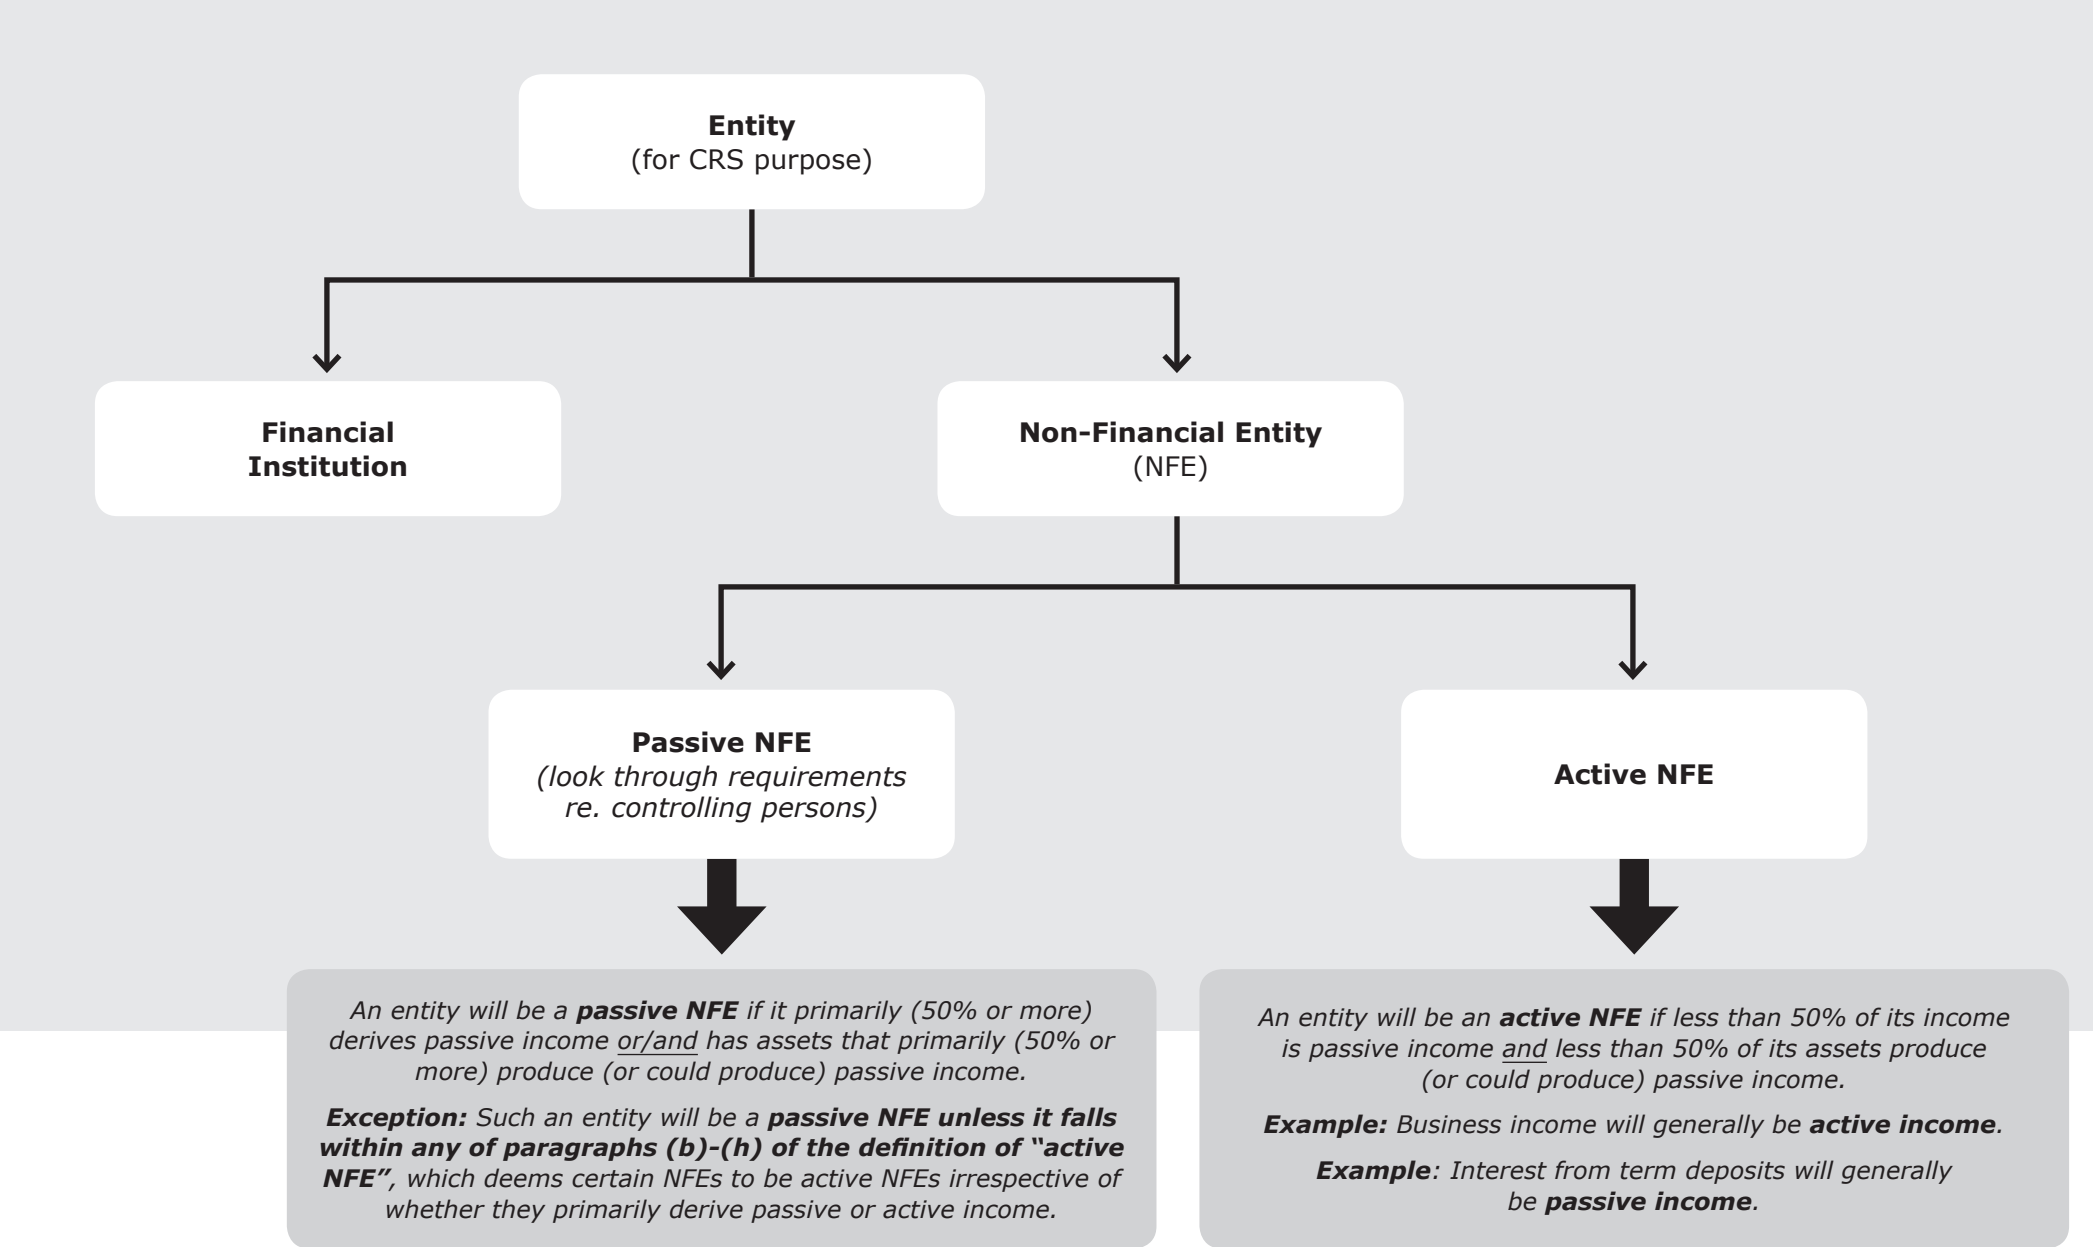 Entity
(for CRS purpose)
Financial
Institution
Non-Financial Entity
(NFE)
Passive NFE
(look through requirements
re. controlling persons)
Active NFE
An entity will be a passive NFE if it primarily (50% or more)
derives passive income or/and has assets that primarily (50% or
more) produce (or could produce) passive income.
Exception: Such an entity will be a passive NFE unless it falls
within any of paragraphs (b)-(h) of the definition of “active
NFE”, which deems certain NFEs to be active NFEs irrespective of
whether they primarily derive passive or active income.
An entity will be an active NFE if less than 50% of its income
is passive income and less than 50% of its assets produce
(or could produce) passive income.
Example: Business income will generally be active income.
Example: Interest from term deposits will generally
be passive income.